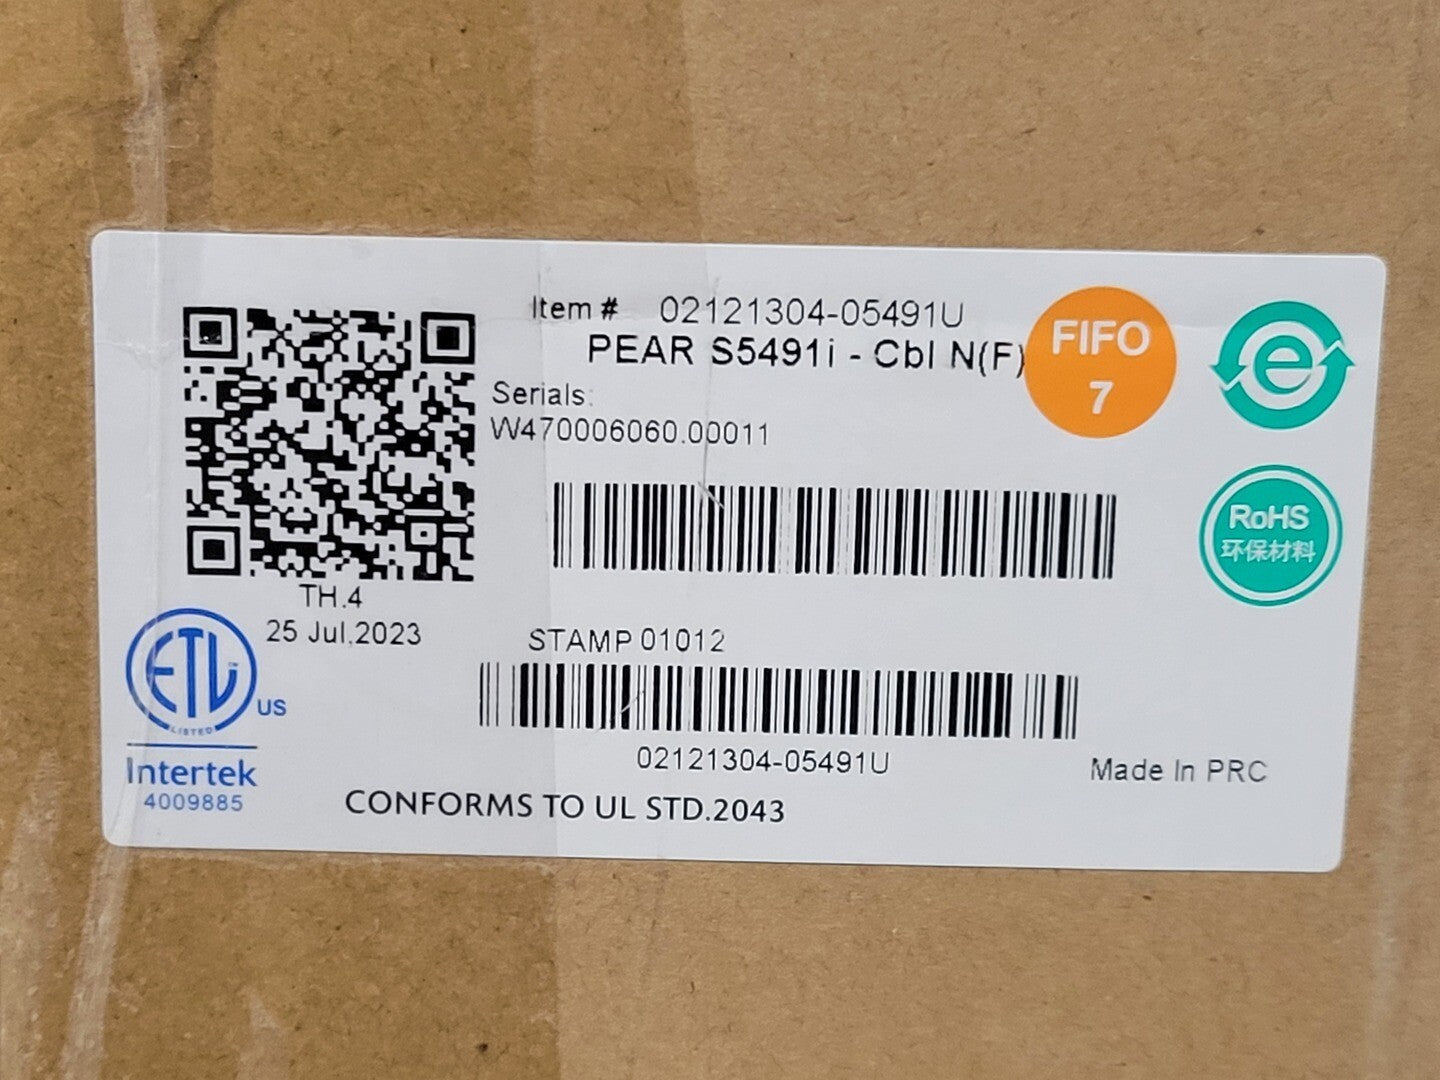 Item # 02121304-05491U
PEAR S5491i - Cbl N(F)
FIFO
7
e
Serials:
W470006060.00011
RoHS
环保材料
TH.4
25 Jul.2023
STAMP 01012
ETL
LISTED
US
Intertek
4009885
02121304-05491U
Made In PRC
CONFORMS TO UL STD.2043